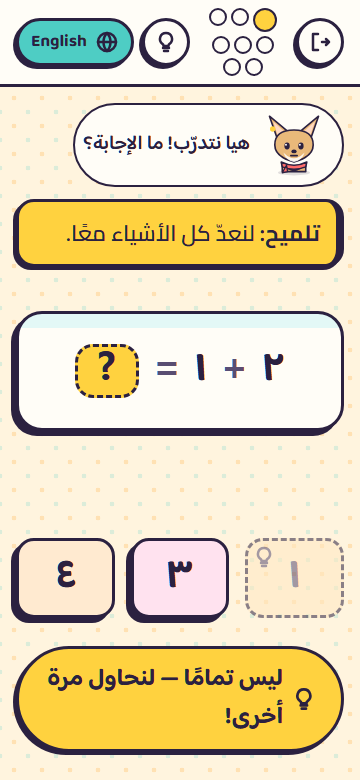 English
هيا نتدرّب! ما الإجابة؟
تلميح: لنعدّ كل الأشياء معًا.
٢ + ١ = ?
١
٣
٤
ليس تمامًا — لنحاول مرة
أخرى!